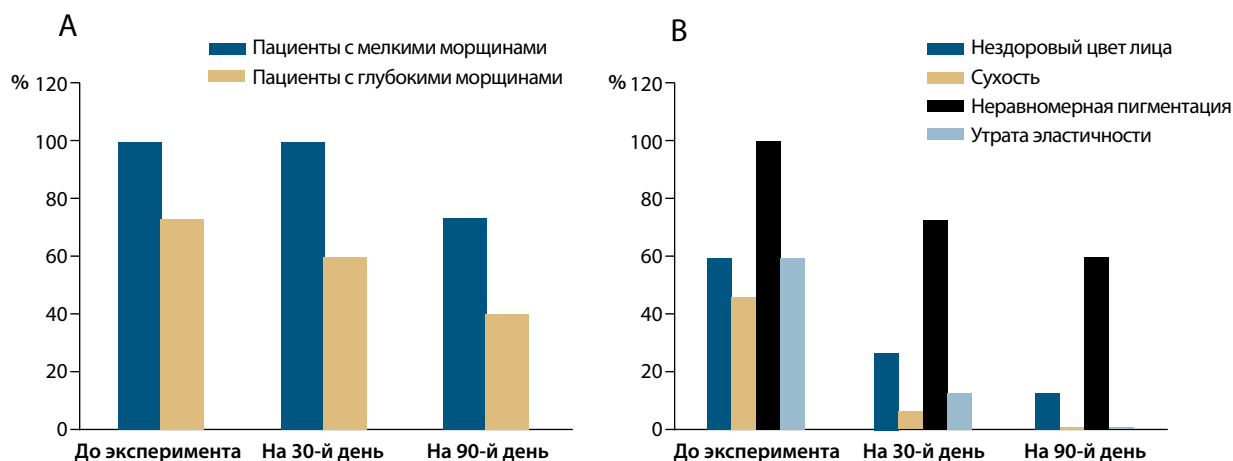 А
Пациенты с мелкими морщинами
Пациенты с глубокими морщинами
% 120
100
80
60
40
20
0
До эксперимента На 30-й день На 90-й день
В
Нездоровый цвет лица
Сухость
Неравномерная пигментация
Утрата эластичности
% 120
100
80
60
40
20
0
До эксперимента На 30-й день На 90-й день